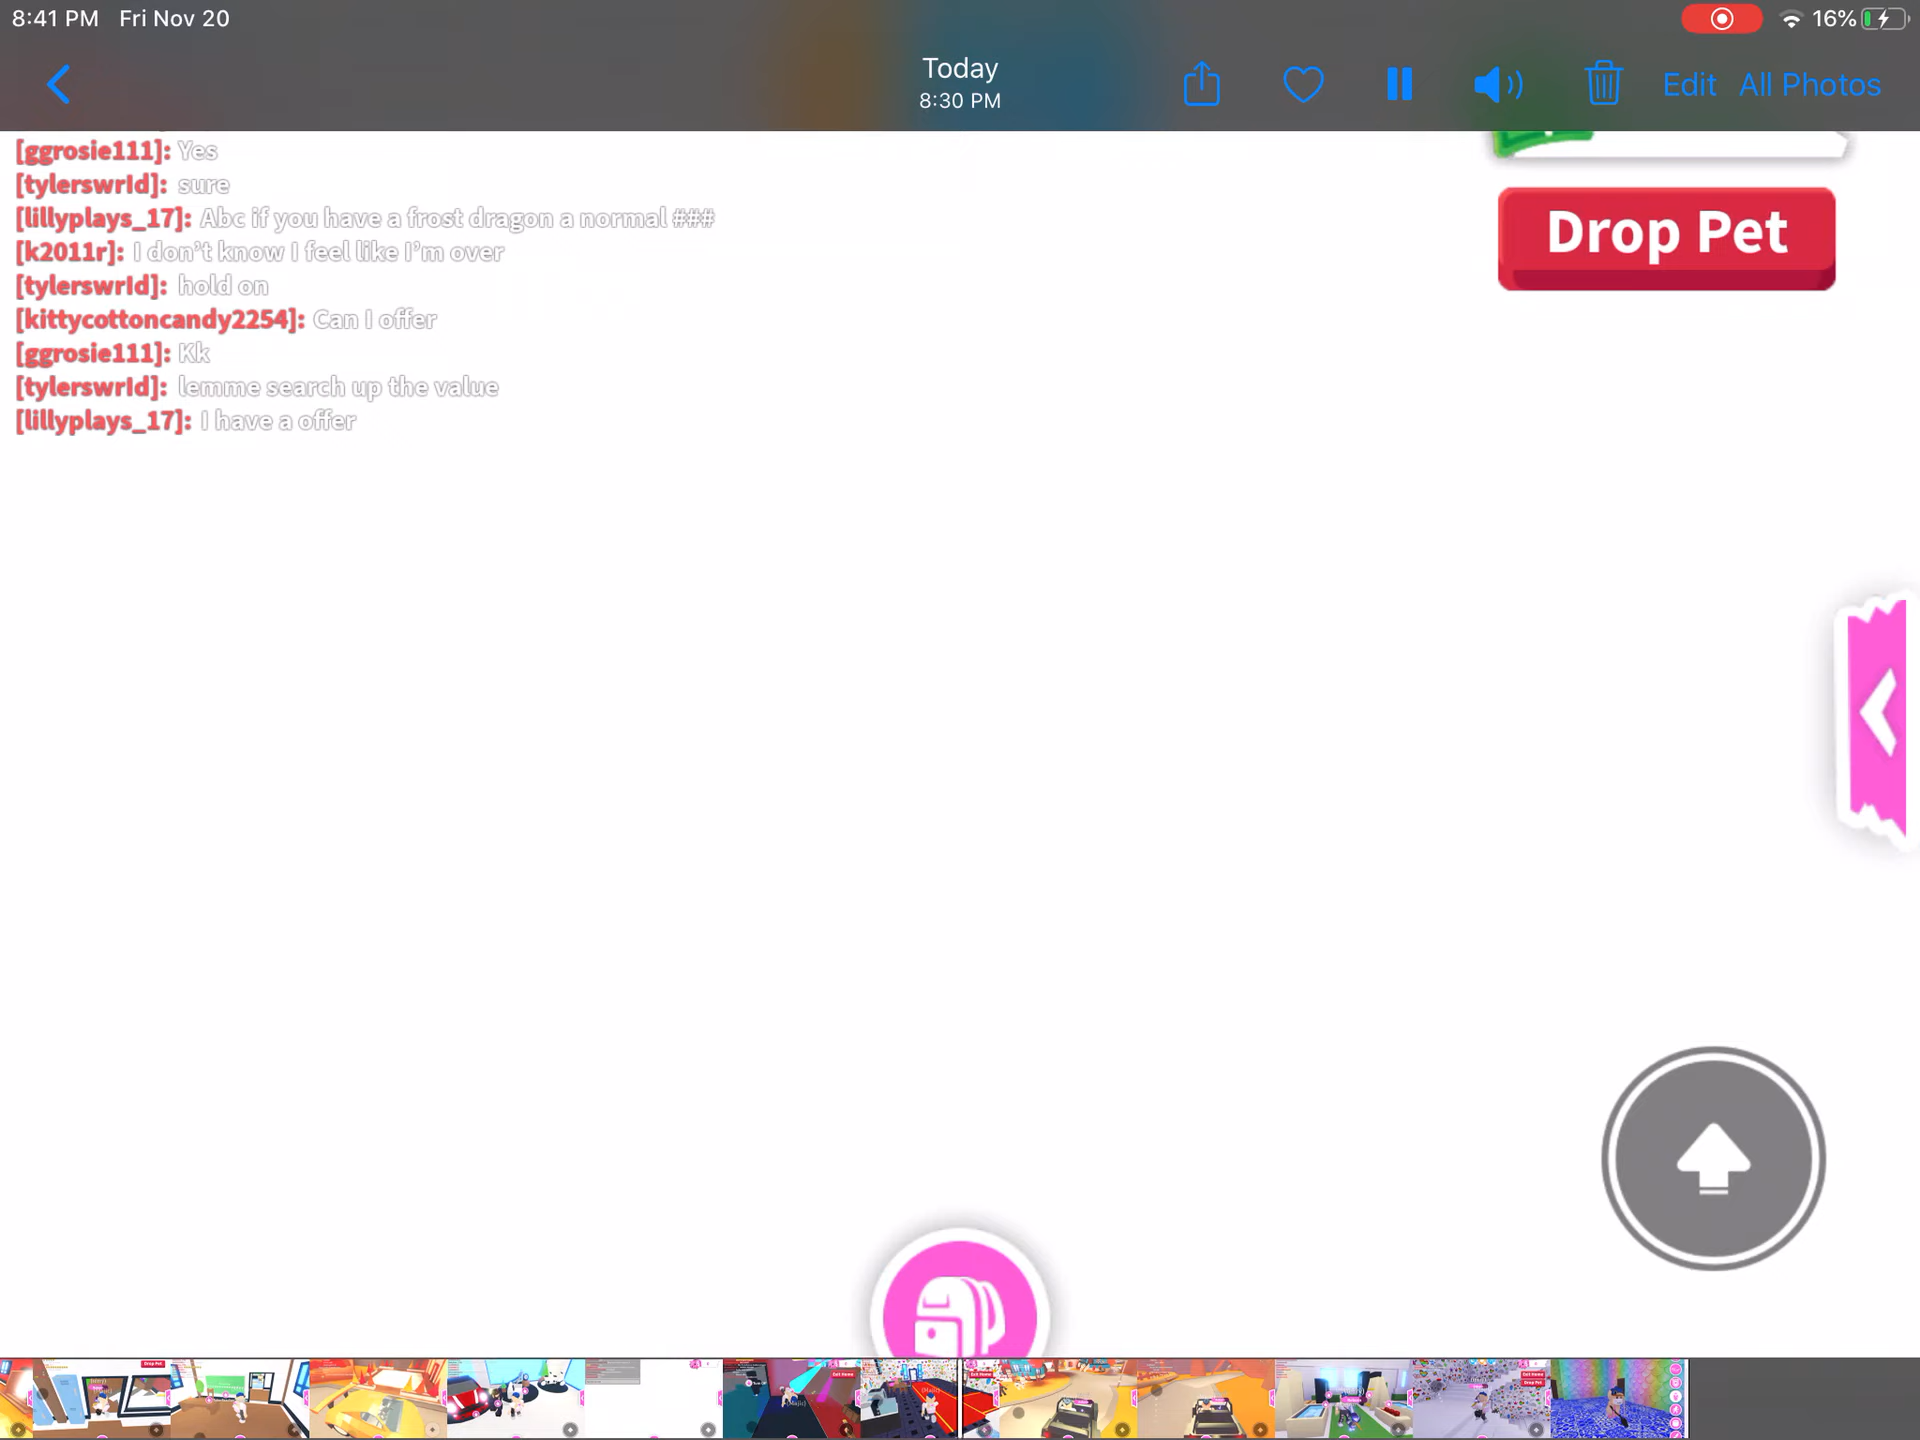 8:41 PM Fri Nov 20 16%
Today
8:30 PM
Edit All Photos
[ggrosie111]: Yes
[tylerswrld]: sure
[lillyplays_17]: Abc if you have a frost dragon a normal ###
[k2011r]: I don't know I feel like I'm over
[tylerswrld]: hold on
[kittycottoncandy2254]: Can I offer
[ggrosie111]: Kk
[tylerswrld]: lemme search up the value
[lillyplays_17]: I have a offer
Drop Pet